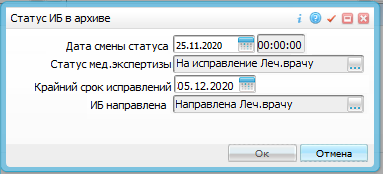 Статус ИБ в архиве
Дата смены статуса 25.11.2020 00:00:00
Статус мед.экспертизы На исправление Леч.врачу ...
Крайний срок исправлений 05.12.2020
ИБ направлена Направлена Леч.врачу ...
Ок Отмена